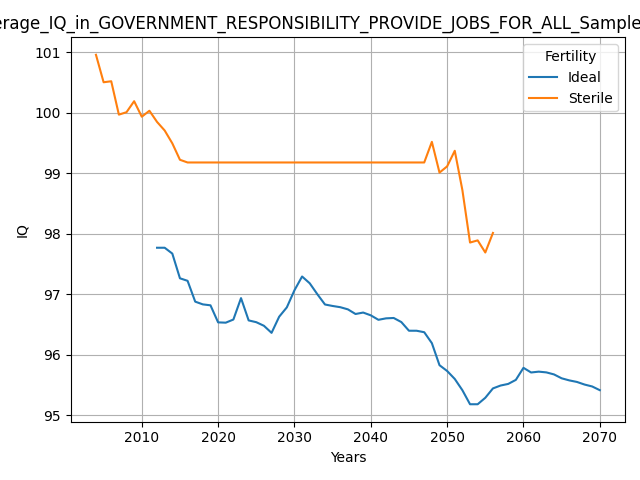 erage_IQ_in_GOVERNMENT_RESPONSIBILITY_PROVIDE_JOBS_FOR_ALL_Sample
101
100
99
98
97
96
95
IQ
Fertility
Ideal
Sterile
2010 2020 2030 2040 2050 2060 2070
Years